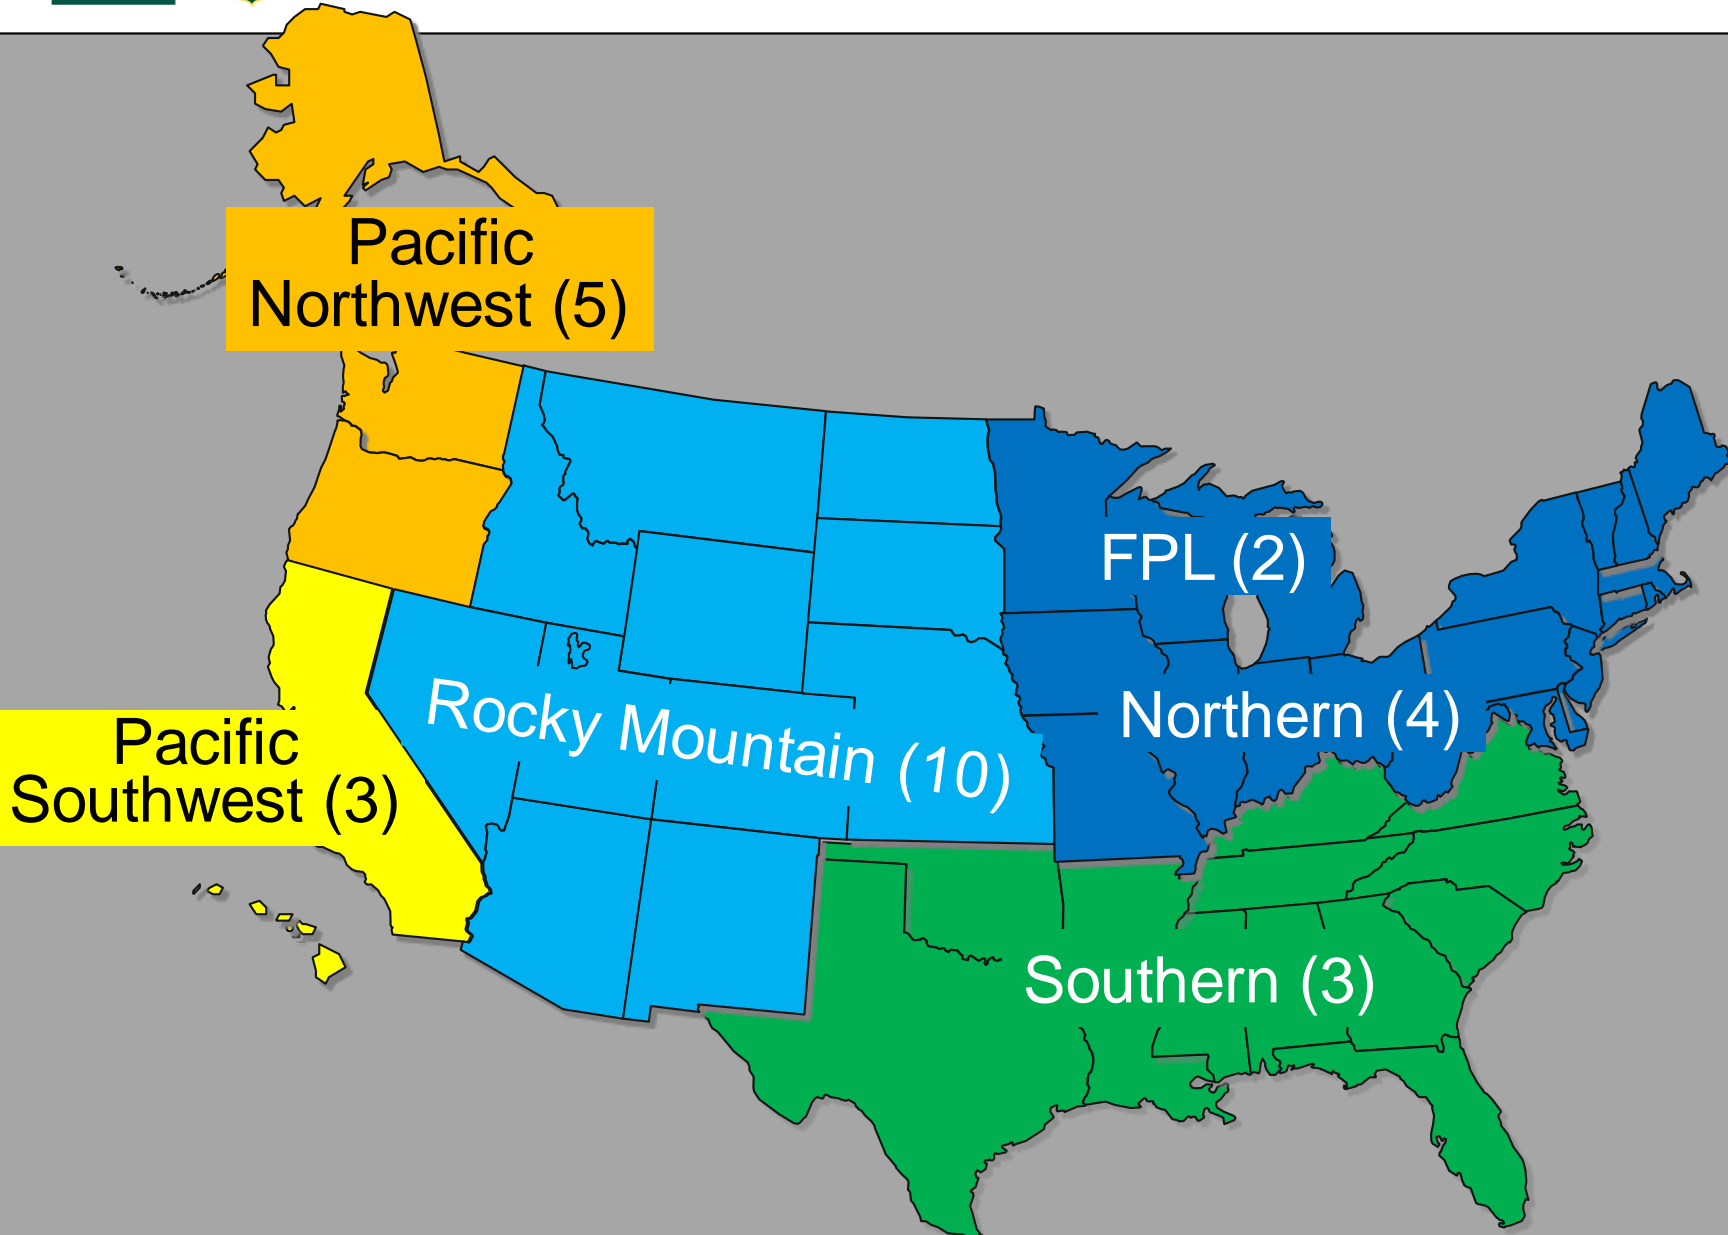 Pacific
Northwest (5)
FPL (2)
Rocky Mountain (10)
Northern (4)
Pacific
Southwest (3)
Southern (3)